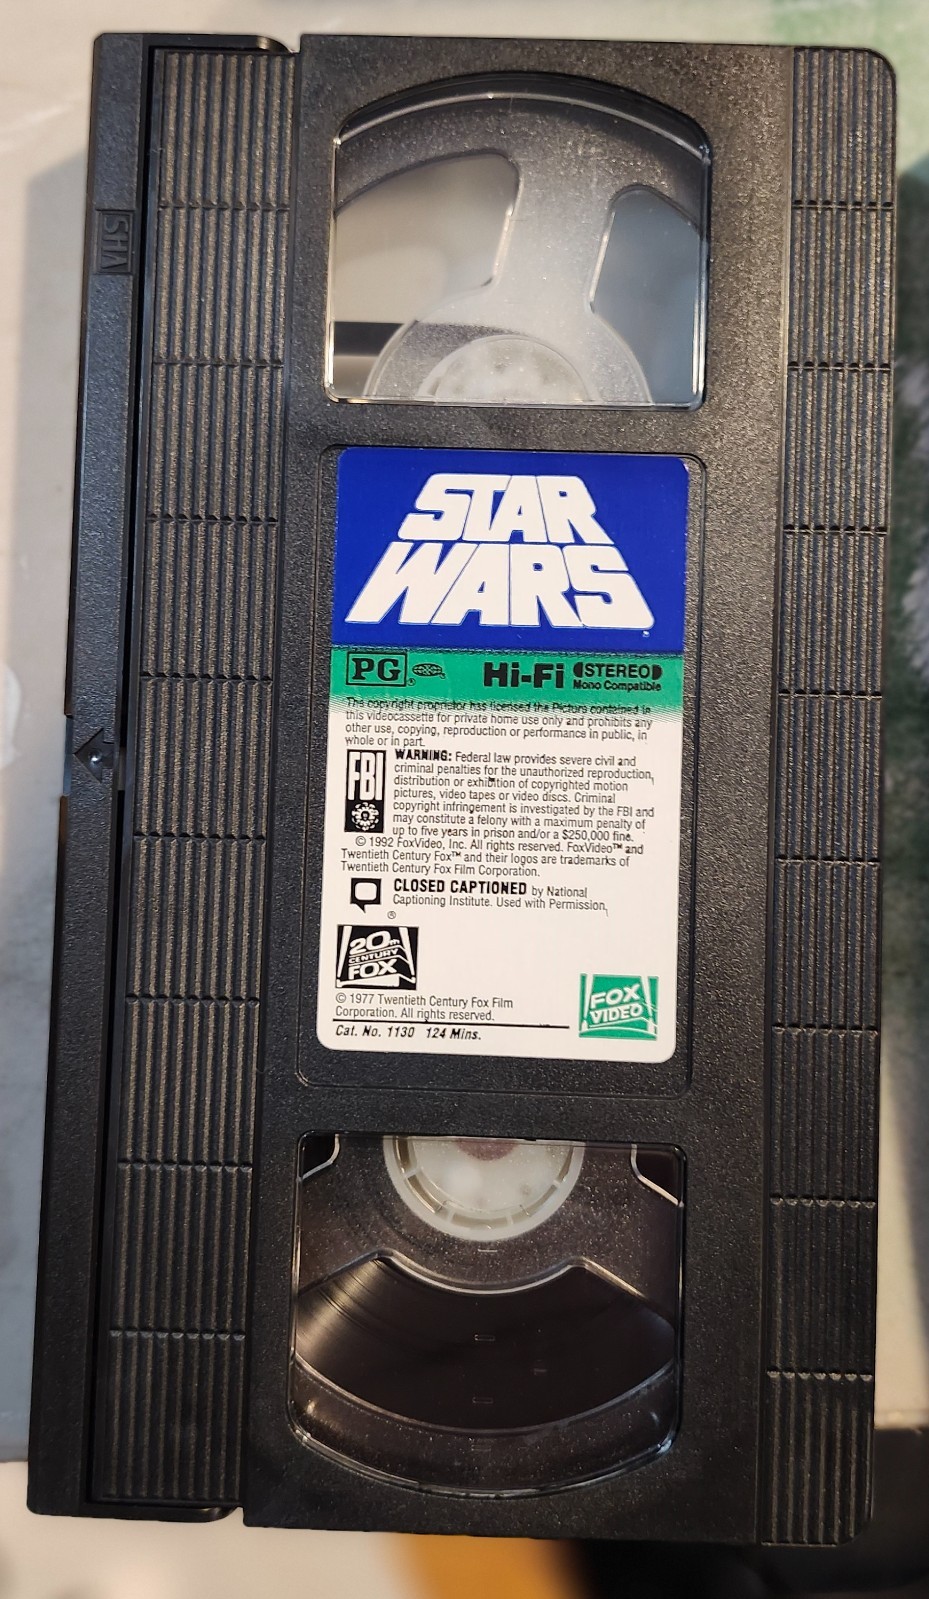 VHS
STAR
WARS
PG
Hi-Fi STEREO
Mono Compatible
The copyright proprietor has licensed the Picture contained in
this videocassette for private home use only and prohibits any
other use, copying, reproduction or performance in public, in
whole or in part.
FBI
WARNING: Federal law provides severe civil and
criminal penalties for the unauthorized reproduction,
distribution or exhibition of copyrighted motion
pictures, video tapes or video discs. Criminal
copyright infringement is investigated by the FBI and
may constitute a felony with a maximum penalty of
up to five years in prison and/or a $250,000 fine.
© 1992 FoxVideo, Inc. All rights reserved. FoxVideo™ and
Twentieth Century Fox™ and their logos are trademarks of
Twentieth Century Fox Film Corporation.
CLOSED CAPTIONED by National
Captioning Institute. Used with Permission.
®
20th
CENTURY
FOX
FOX
VIDEO
© 1977 Twentieth Century Fox Film
Corporation. All rights reserved.
Cat. No. 1130 124 Mins.